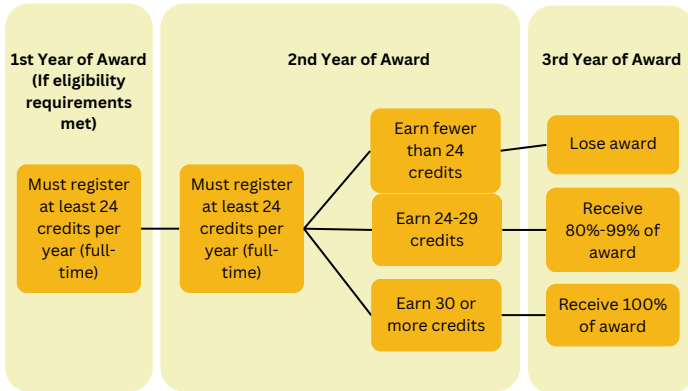 1st Year of Award
(If eligibility
requirements
met)
Must register
at least 24
credits per
year (full-
time)
2nd Year of Award
Must register
at least 24
credits per
year (full-
time)
Earn fewer
than 24
credits
Earn 24-29
credits
Earn 30 or
more credits
3rd Year of Award
Lose award
Receive
80%-99% of
award
Receive 100%
of award